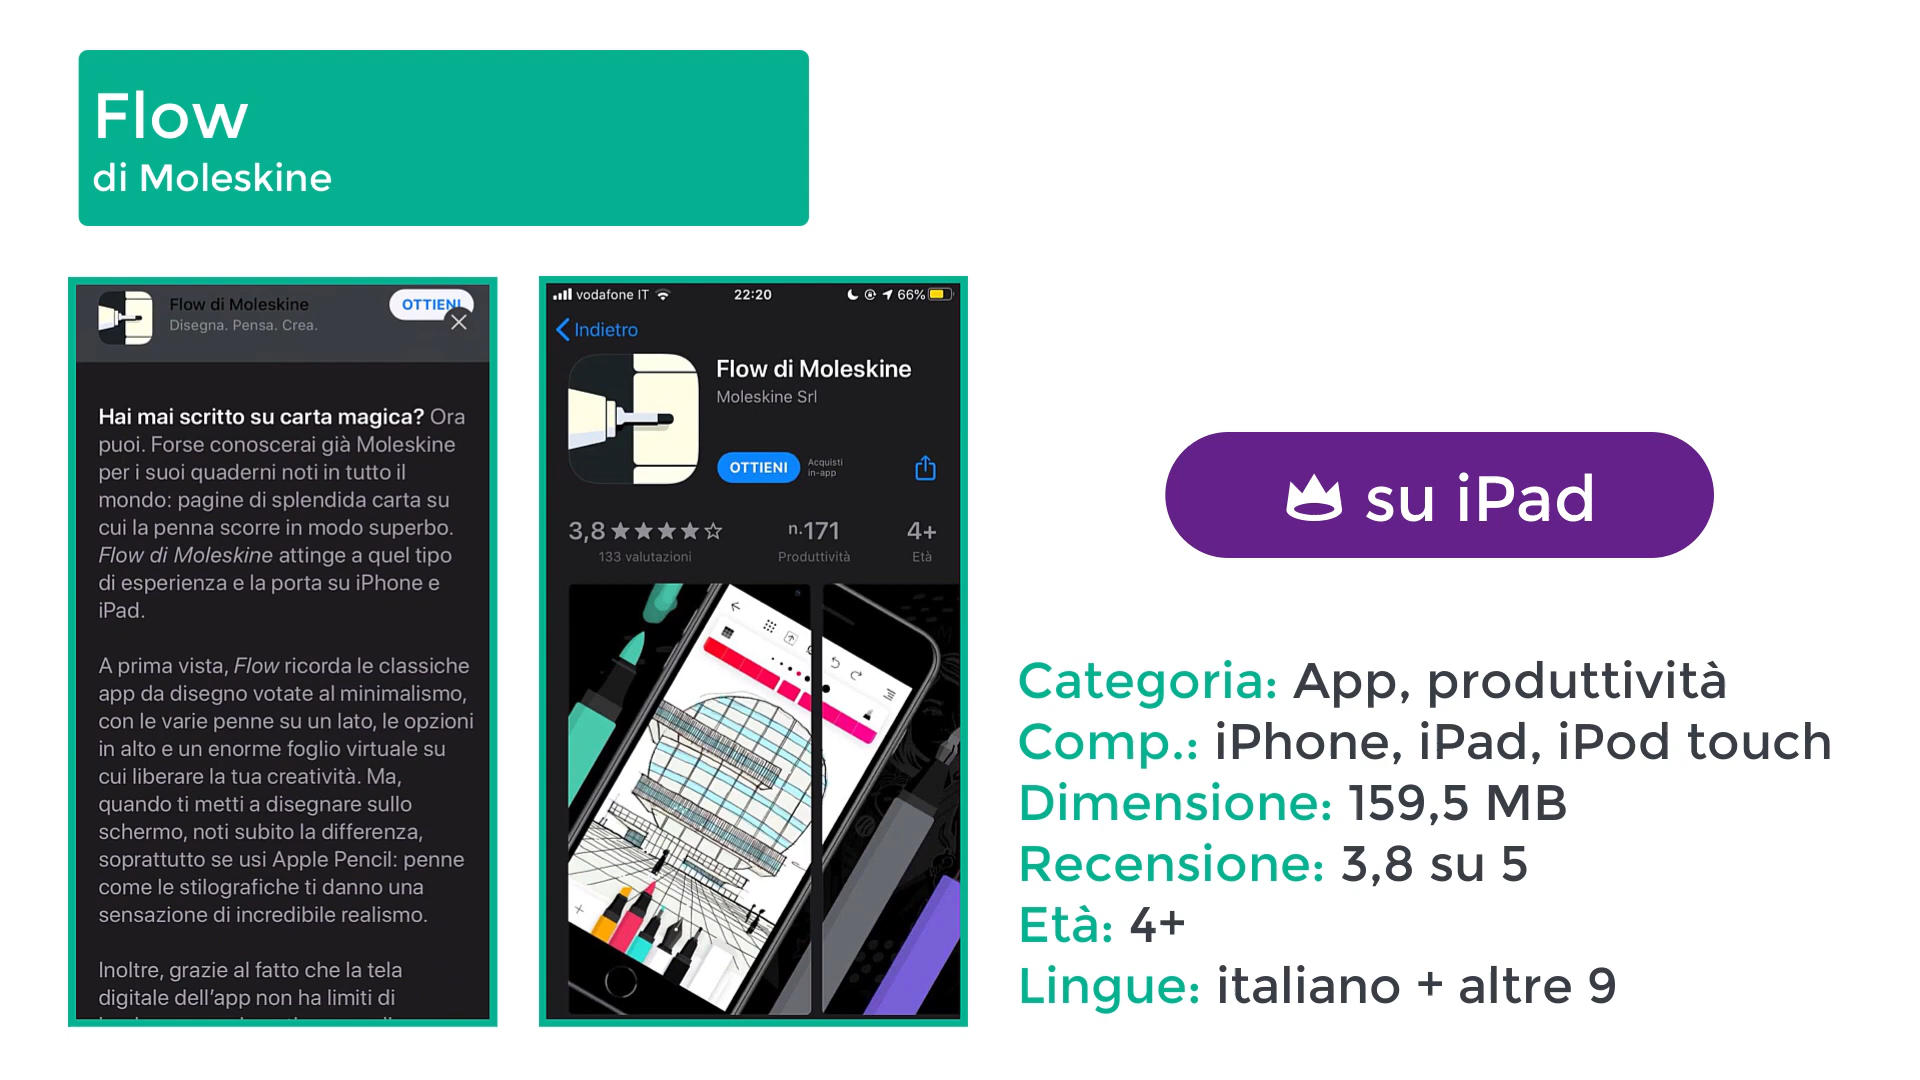 Flow
di Moleskine
Flow di Moleskine
Disegna. Pensa. Crea.
OTTIENI
Hai mai scritto su carta magica? Ora
puoi. Forse conoscerai già Moleskine
per i suoi quaderni noti in tutto il
mondo: pagine di splendida carta su
cui la penna scorre in modo superbo.
Flow di Moleskine attinge a quel tipo
di esperienza e la porta su iPhone e
iPad.
A prima vista, Flow ricorda le classiche
app da disegno votate al minimalismo,
con le varie penne su un lato, le opzioni
in alto e un enorme foglio virtuale su
cui liberare la tua creatività. Ma,
quando ti metti a disegnare sullo
schermo, noti subito la differenza,
soprattutto se usi Apple Pencil: penne
come le stilografiche ti danno una
sensazione di incredibile realismo.
Inoltre, grazie al fatto che la tela
digitale dell'app non ha limiti di
vodafone IT
22:20
66%
Indietro
Flow di Moleskine
Moleskine Srl
OTTIENI
Acquisti
in-app
3,8
133 valutazioni
n.171
Produttività
4+
Età
su iPad
Categoria: App, produttività
Comp.: iPhone, iPad, iPod touch
Dimensione: 159,5 MB
Recensione: 3,8 su 5
Età: 4+
Lingue: italiano + altre 9